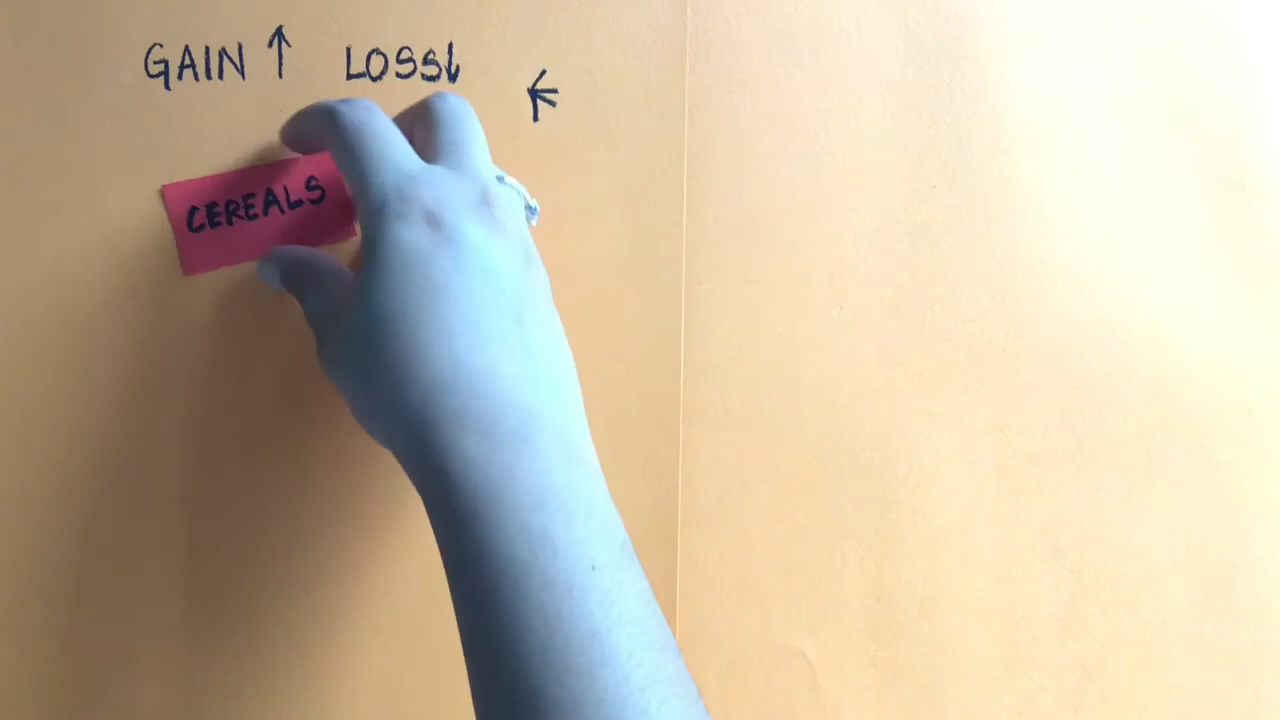 GAIN ↑ LOSS↓
←
CEREALS